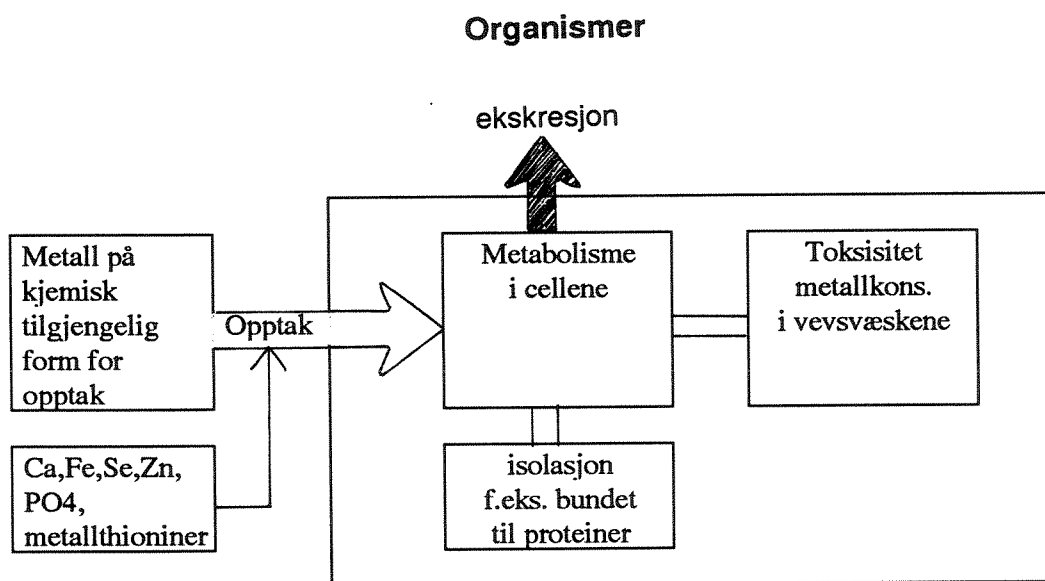 Organismer
ekskresjon
Metall på
kjemisk
tilgjengelig
form for
opptak
Opptak
Metabolisme
i cellene
Toksisitet
metallkons.
i vevsvæskene
Ca,Fe,Se,Zn,
PO4,
metallthioniner
isolasjon
f.eks. bundet
til proteiner